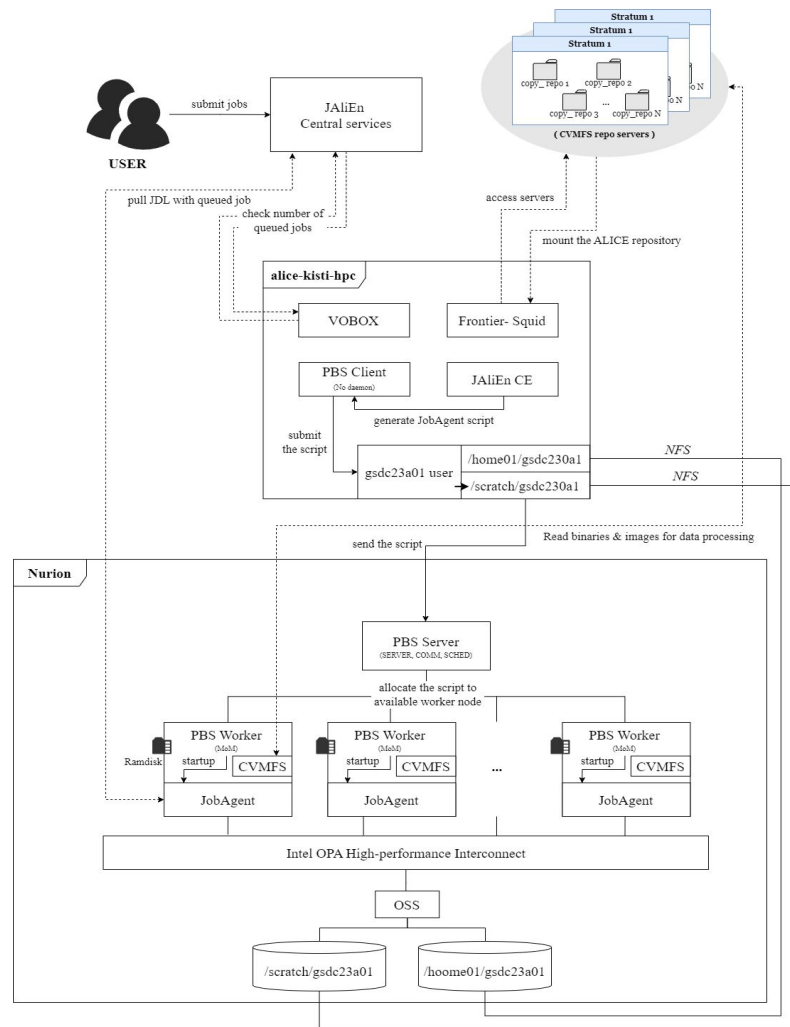 Stratum 1
Stratum 1
Stratum 1
copy_ repo 1
copy_repo 2
copy_ repo 3
...
copy_repo N
po N
po N
( CVMFS repo servers )
USER
submit jobs
JAliEn
Central services
pull JDL with queued job
check number of
queued jobs
access servers
mount the ALICE repository
alice-kisti-hpc
VOBOX
Frontier- Squid
PBS Client
(No daemon)
JAliEn CE
generate JobAgent script
submit
the script
gsdc23a01 user
/home01/gsdc230a1
/scratch/gsdc230a1
NFS
NFS
send the script
Read binaries & images for data processing
Nurion
PBS Server
(SERVER, COMM, SCHED)
allocate the script to
available worker node
PBS Worker
(MoM)
Ramdisk
startup
CVMFS
JobAgent
PBS Worker
(MoM)
startup
CVMFS
JobAgent
...
PBS Worker
(MoM)
startup
CVMFS
JobAgent
Intel OPA High-performance Interconnect
OSS
/scratch/gsdc23a01
/hoome01/gsdc23a01